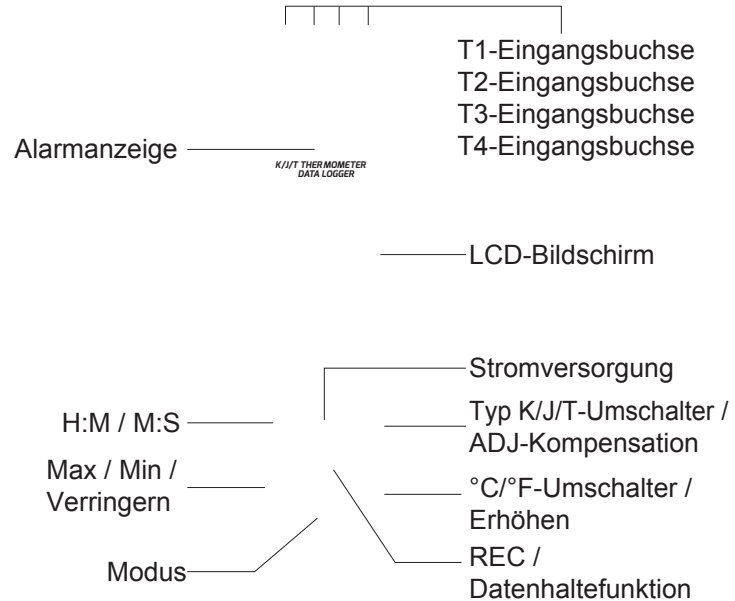 T1-Eingangsbuchse
T2-Eingangsbuchse
T3-Eingangsbuchse
T4-Eingangsbuchse
Alarmanzeige
K/J/T THERMOMETER
DATA LOGGER
LCD-Bildschirm
Stromversorgung
H:M / M:S
Typ K/J/T-Umschalter /
ADJ-Kompensation
Max / Min /
Verringern
°C/°F-Umschalter /
Erhöhen
Modus
REC /
Datenhaltefunktion